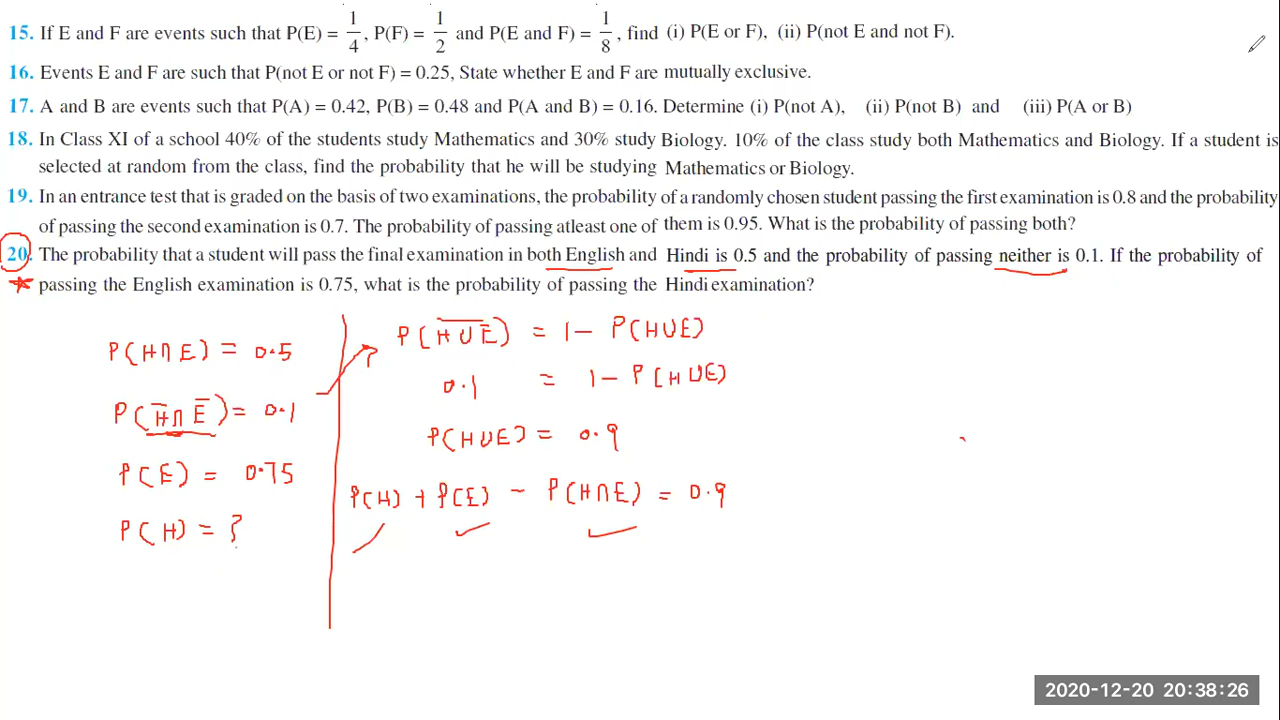 15. If E and F are events such that P(E) = 1/4, P(F) = 1/2 and P(E and F) = 1/8, find (i) P(E or F), (ii) P(not E and not F).
16. Events E and F are such that P(not E or not F) = 0.25, State whether E and F are mutually exclusive.
17. A and B are events such that P(A) = 0.42, P(B) = 0.48 and P(A and B) = 0.16. Determine (i) P(not A), (ii) P(not B) and (iii) P(A or B)
18. In Class XI of a school 40% of the students study Mathematics and 30% study Biology. 10% of the class study both Mathematics and Biology. If a student is
selected at random from the class, find the probability that he will be studying Mathematics or Biology.
19. In an entrance test that is graded on the basis of two examinations, the probability of a randomly chosen student passing the first examination is 0.8 and the probability
of passing the second examination is 0.7. The probability of passing atleast one of them is 0.95. What is the probability of passing both?
20. The probability that a student will pass the final examination in both English and Hindi is 0.5 and the probability of passing neither is 0.1. If the probability of
passing the English examination is 0.75, what is the probability of passing the Hindi examination?
P(H∩E) = 0.5
P(H̅∩E̅) = 0.1
P(E) = 0.75
P(H) = ?
P(H̅∪̅E̅) = 1 − P(H∪E)
0.1 = 1 − P(H∪E)
P(H∪E) = 0.9
P(H) + P(E) − P(H∩E) = 0.9
2020-12-20 20:38:26